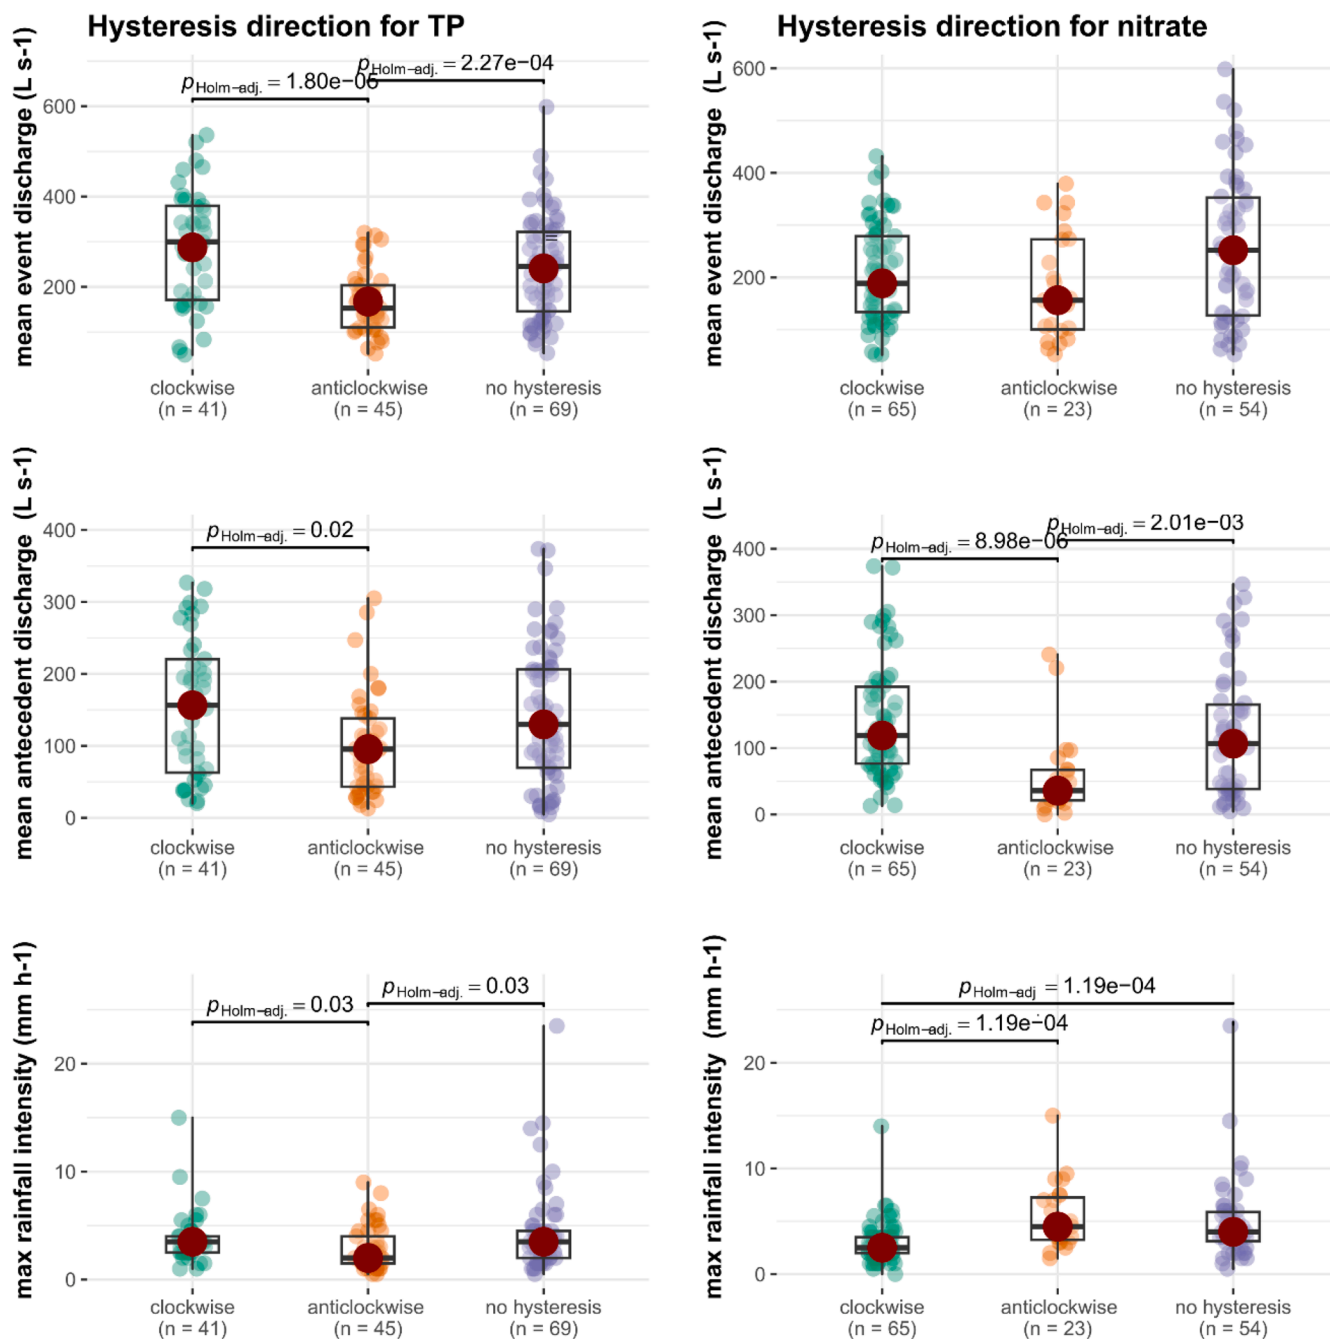 Hysteresis direction for TP
mean event discharge (L s-1)
600
400
200
pHolm-adj. = 1.80e-06
pHolm-adj. = 2.27e-04
clockwise
(n = 41)
anticlockwise
(n = 45)
no hysteresis
(n = 69)
Hysteresis direction for nitrate
mean event discharge (L s-1)
600
400
200
clockwise
(n = 65)
anticlockwise
(n = 23)
no hysteresis
(n = 54)
mean antecedent discharge (L s-1)
400
300
200
100
0
pHolm-adj. = 0.02
clockwise
(n = 41)
anticlockwise
(n = 45)
no hysteresis
(n = 69)
mean antecedent discharge (L s-1)
400
300
200
100
0
pHolm-adj. = 8.98e-06
pHolm-adj. = 2.01e-03
clockwise
(n = 65)
anticlockwise
(n = 23)
no hysteresis
(n = 54)
max rainfall intensity (mm h-1)
20
10
0
pHolm-adj. = 0.03
pHolm-adj. = 0.03
clockwise
(n = 41)
anticlockwise
(n = 45)
no hysteresis
(n = 69)
max rainfall intensity (mm h-1)
20
10
0
pHolm-adj = 1.19e-04
pHolm-adj. = 1.19e-04
clockwise
(n = 65)
anticlockwise
(n = 23)
no hysteresis
(n = 54)